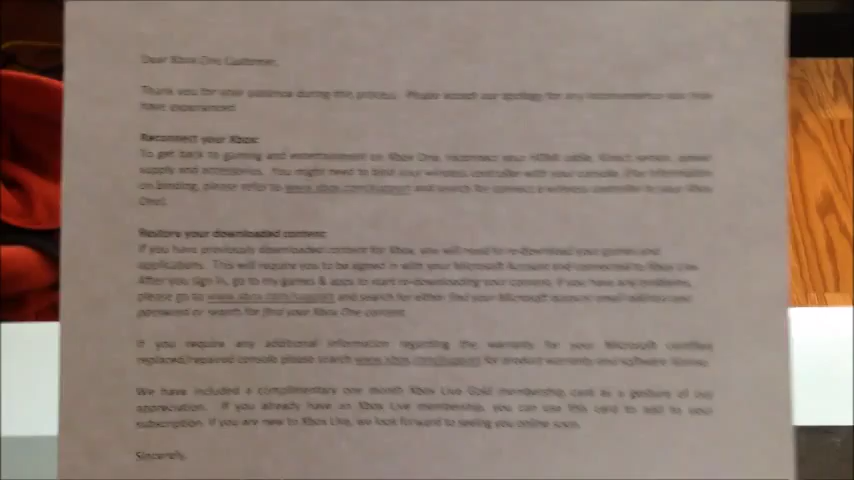 Dear Xbox One Customer,
Thank you for your patience during this process. Please accept our apology for any inconvenience you may
have experienced.
Reconnect your Xbox:
To get back to gaming and entertainment on Xbox One, reconnect your HDMI cable, Kinect sensor, power
supply and accessories. You might need to bind your wireless controller with your console. (For information
on binding, please refer to www.xbox.com/support and search for connect a wireless controller to your Xbox
One).
Restore your downloaded content:
If you have previously downloaded content for Xbox, you will need to re-download your games and
applications. This will require you to be signed in with your Microsoft Account and connected to Xbox Live.
After you sign in, go to my games & apps to start re-downloading your content. If you have any problems,
please go to www.xbox.com/support and search for either find your Microsoft account email address and
password or search for find your Xbox One content.
If you require any additional information regarding the warranty for your Microsoft certified
replaced/repaired console please search www.xbox.com/support for product warranty and software license.
We have included a complimentary one month Xbox Live Gold membership card as a gesture of our
appreciation. If you already have an Xbox Live membership, you can use this card to add to your
subscription. If you are new to Xbox Live, we look forward to seeing you online soon.
Sincerely,